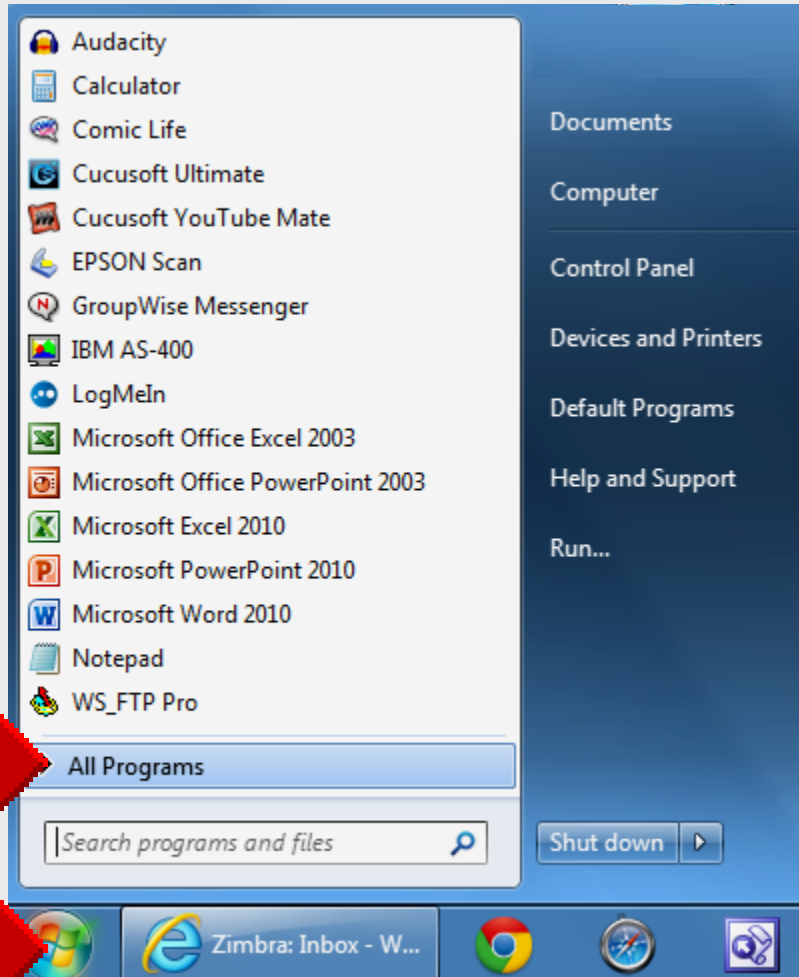 Audacity
Calculator
Comic Life
Cucusoft Ultimate
Cucusoft YouTube Mate
EPSON Scan
GroupWise Messenger
IBM AS-400
LogMeIn
Microsoft Office Excel 2003
Microsoft Office PowerPoint 2003
Microsoft Excel 2010
Microsoft PowerPoint 2010
Microsoft Word 2010
Notepad
WS_FTP Pro
All Programs
Search programs and files
Documents
Computer
Control Panel
Devices and Printers
Default Programs
Help and Support
Run...
Shut down
Zimbra: Inbox - W...